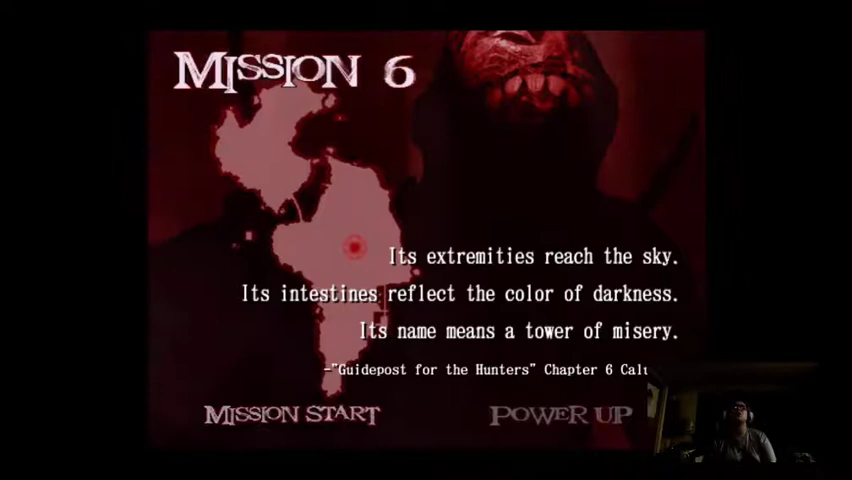 MISSION 6
Its extremities reach the sky.
Its intestines reflect the color of darkness.
Its name means a tower of misery.
-"Guidepost for the Hunters" Chapter 6
MISSION START
POWER UP